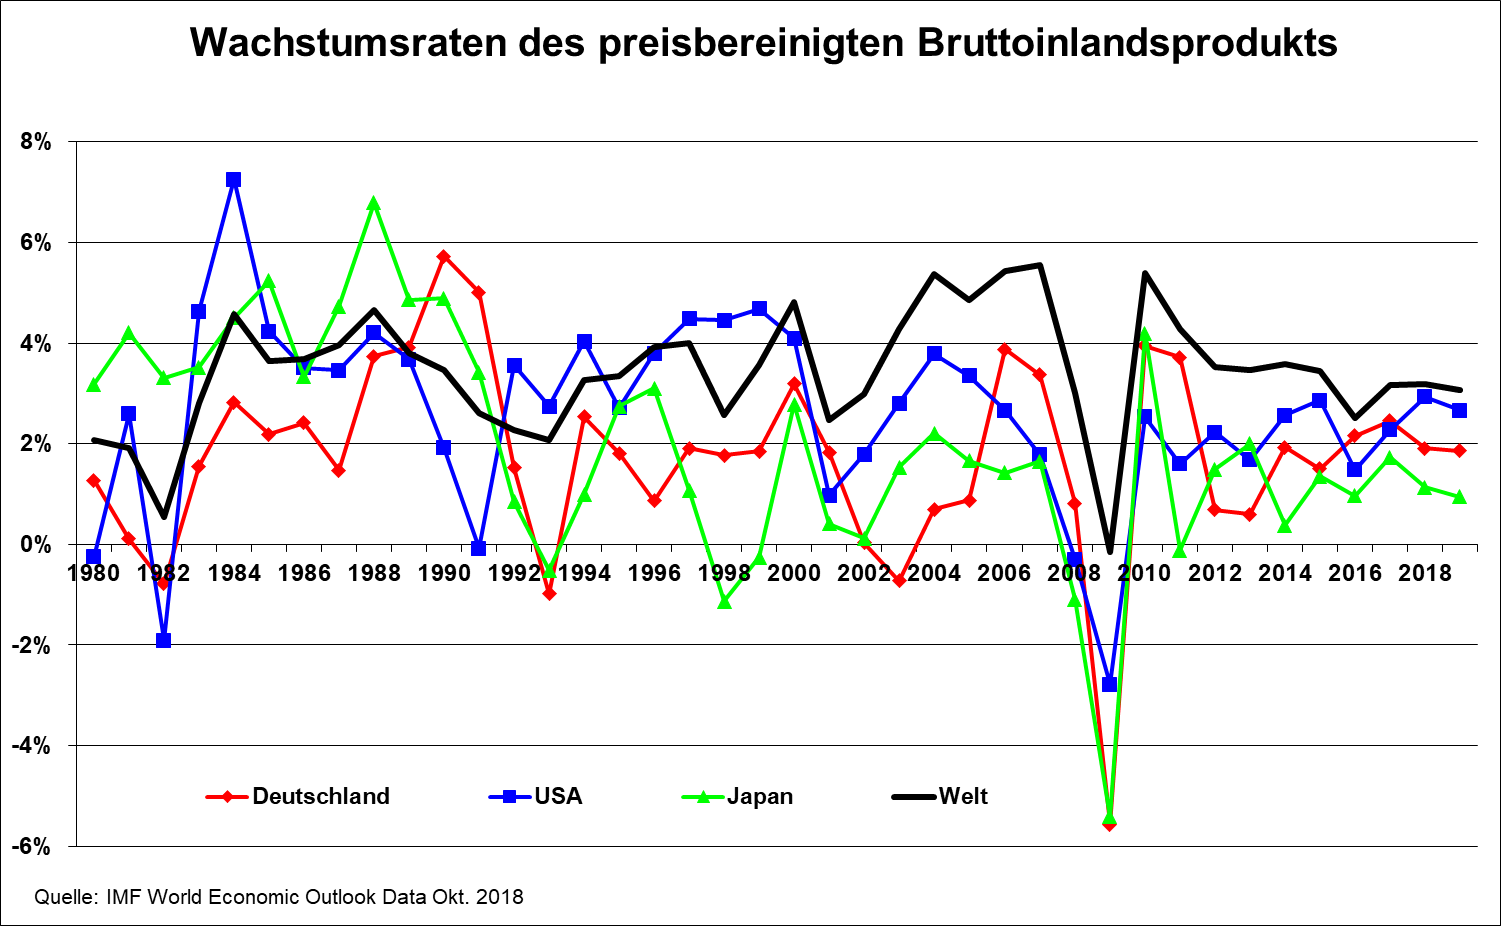 Wachstumsraten des preisbereinigten Bruttoinlandsprodukts
8%
6%
4%
2%
0%
1980 1982 1984 1986 1988 1990 1992 1994 1996 1998 2000 2002 2004 2006 2008 2010 2012 2014 2016 2018
-2%
-4%
Deutschland USA Japan Welt
-6%
Quelle: IMF World Economic Outlook Data Okt. 2018